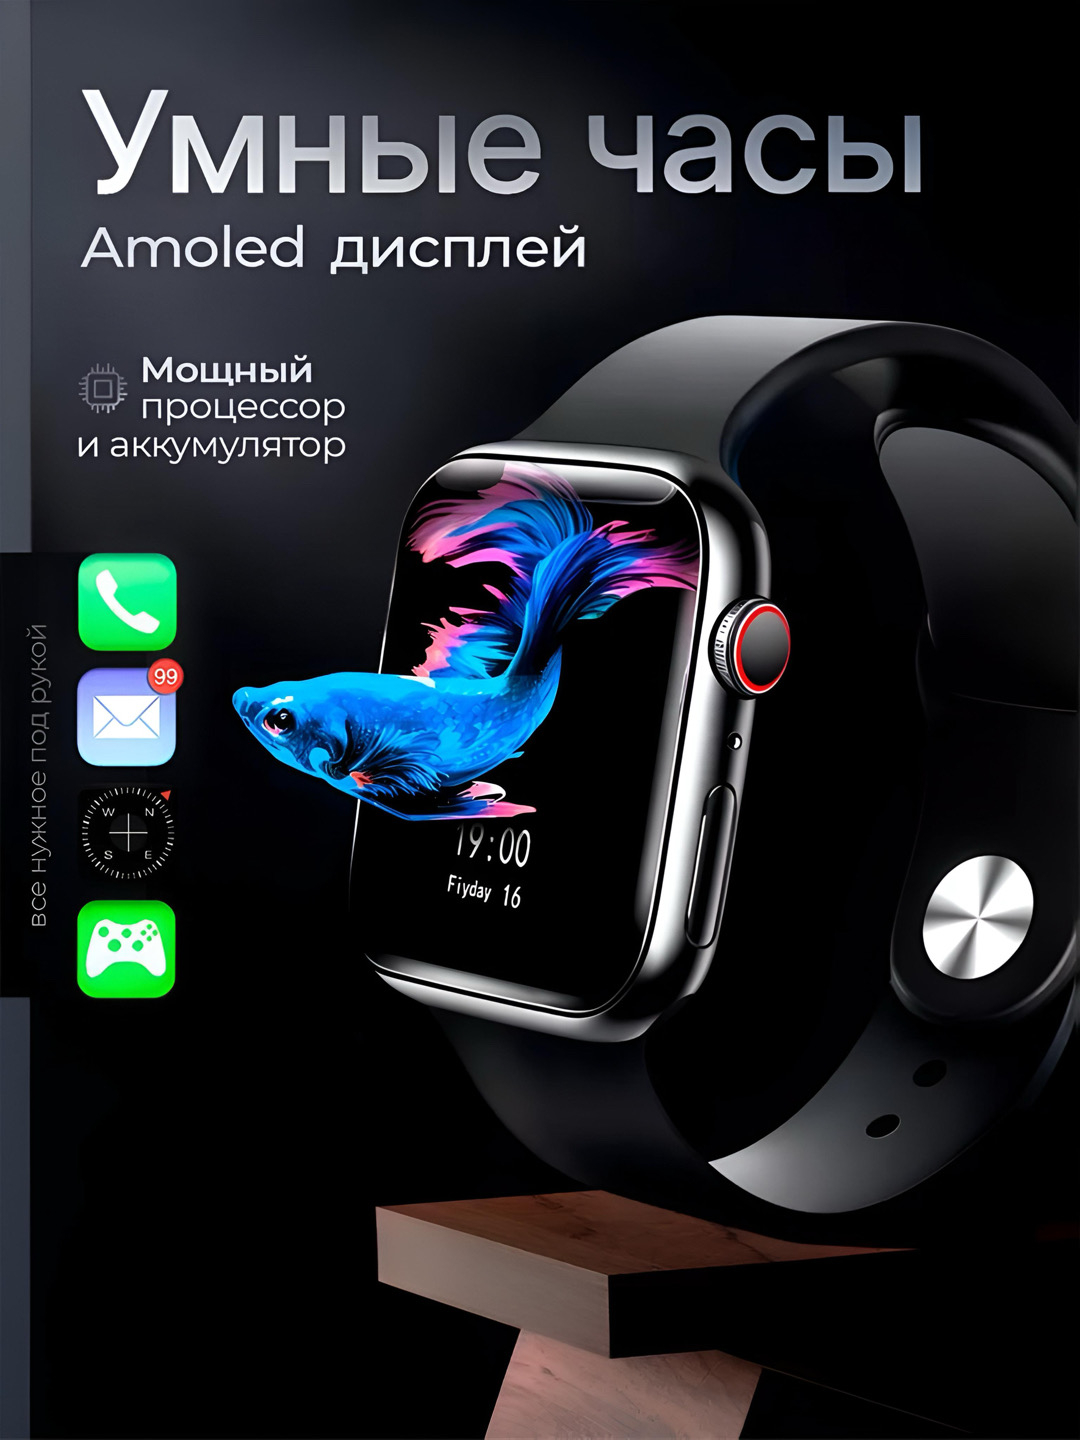 Умные часы
Amoled дисплей
Мощный
процессор
и аккумулятор
все нужное под рукой
99
W N
S E
19:00
Fiyday 16